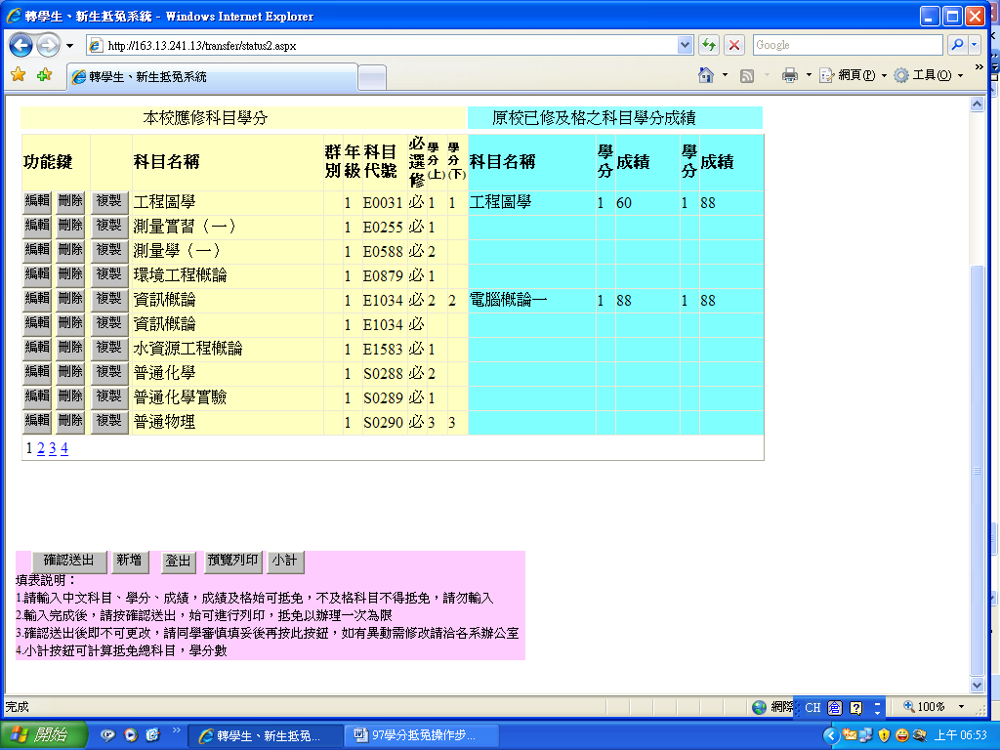 轉學生、新生抵免系統 - Windows Internet Explorer
http://163.13.241.13/transfer/status2.aspx
Google
轉學生、新生抵免系統
網頁(P)
工具(O)
本校應修科目學分 原校已修及格之科目學分成績
功能鍵 科目名稱 群別 年級 科目代號 必選修 學分(上) 學分(下) 科目名稱 學分 成績 學分 成績
編輯 刪除 複製 工程圖學 1 E0031 必 1 1 工程圖學 1 60 1 88
編輯 刪除 複製 測量實習（一） 1 E0255 必 1
編輯 刪除 複製 測量學（一） 1 E0588 必 2
編輯 刪除 複製 環境工程概論 1 E0879 必 1
編輯 刪除 複製 資訊概論 1 E1034 必 2 2 電腦概論一 1 88 1 88
編輯 刪除 複製 資訊概論 1 E1034 必
編輯 刪除 複製 水資源工程概論 1 E1583 必 1
編輯 刪除 複製 普通化學 1 S0288 必 2
編輯 刪除 複製 普通化學實驗 1 S0289 必 1
編輯 刪除 複製 普通物理 1 S0290 必 3 3
1 2 3 4
確認送出 新增 登出 預覽列印 小計
填表說明：
1.請輸入中文科目、學分、成績，成績及格始可抵免，不及格科目不得抵免，請勿輸入
2.輸入完成後，請按確認送出，始可進行列印，抵免以辦理一次為限
3.確認送出後即不可更改，請同學審慎填妥後再按此按鈕，如有異動需修改請洽各系辦公室
4.小計按鈕可計算抵免總科目，學分數
完成
網際
CH
100%
開始
轉學生、新生抵免...
97學分抵免操作步...
上午 06:53